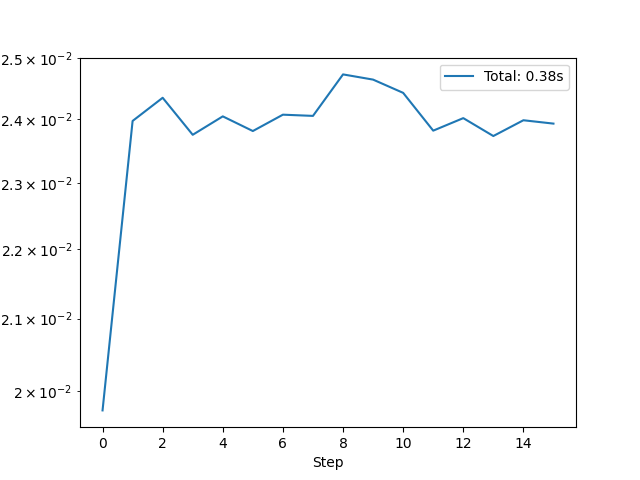 Total: 0.38s
2.5 × 10⁻²
2.4 × 10⁻²
2.3 × 10⁻²
2.2 × 10⁻²
2.1 × 10⁻²
2 × 10⁻²
0 2 4 6 8 10 12 14
Step